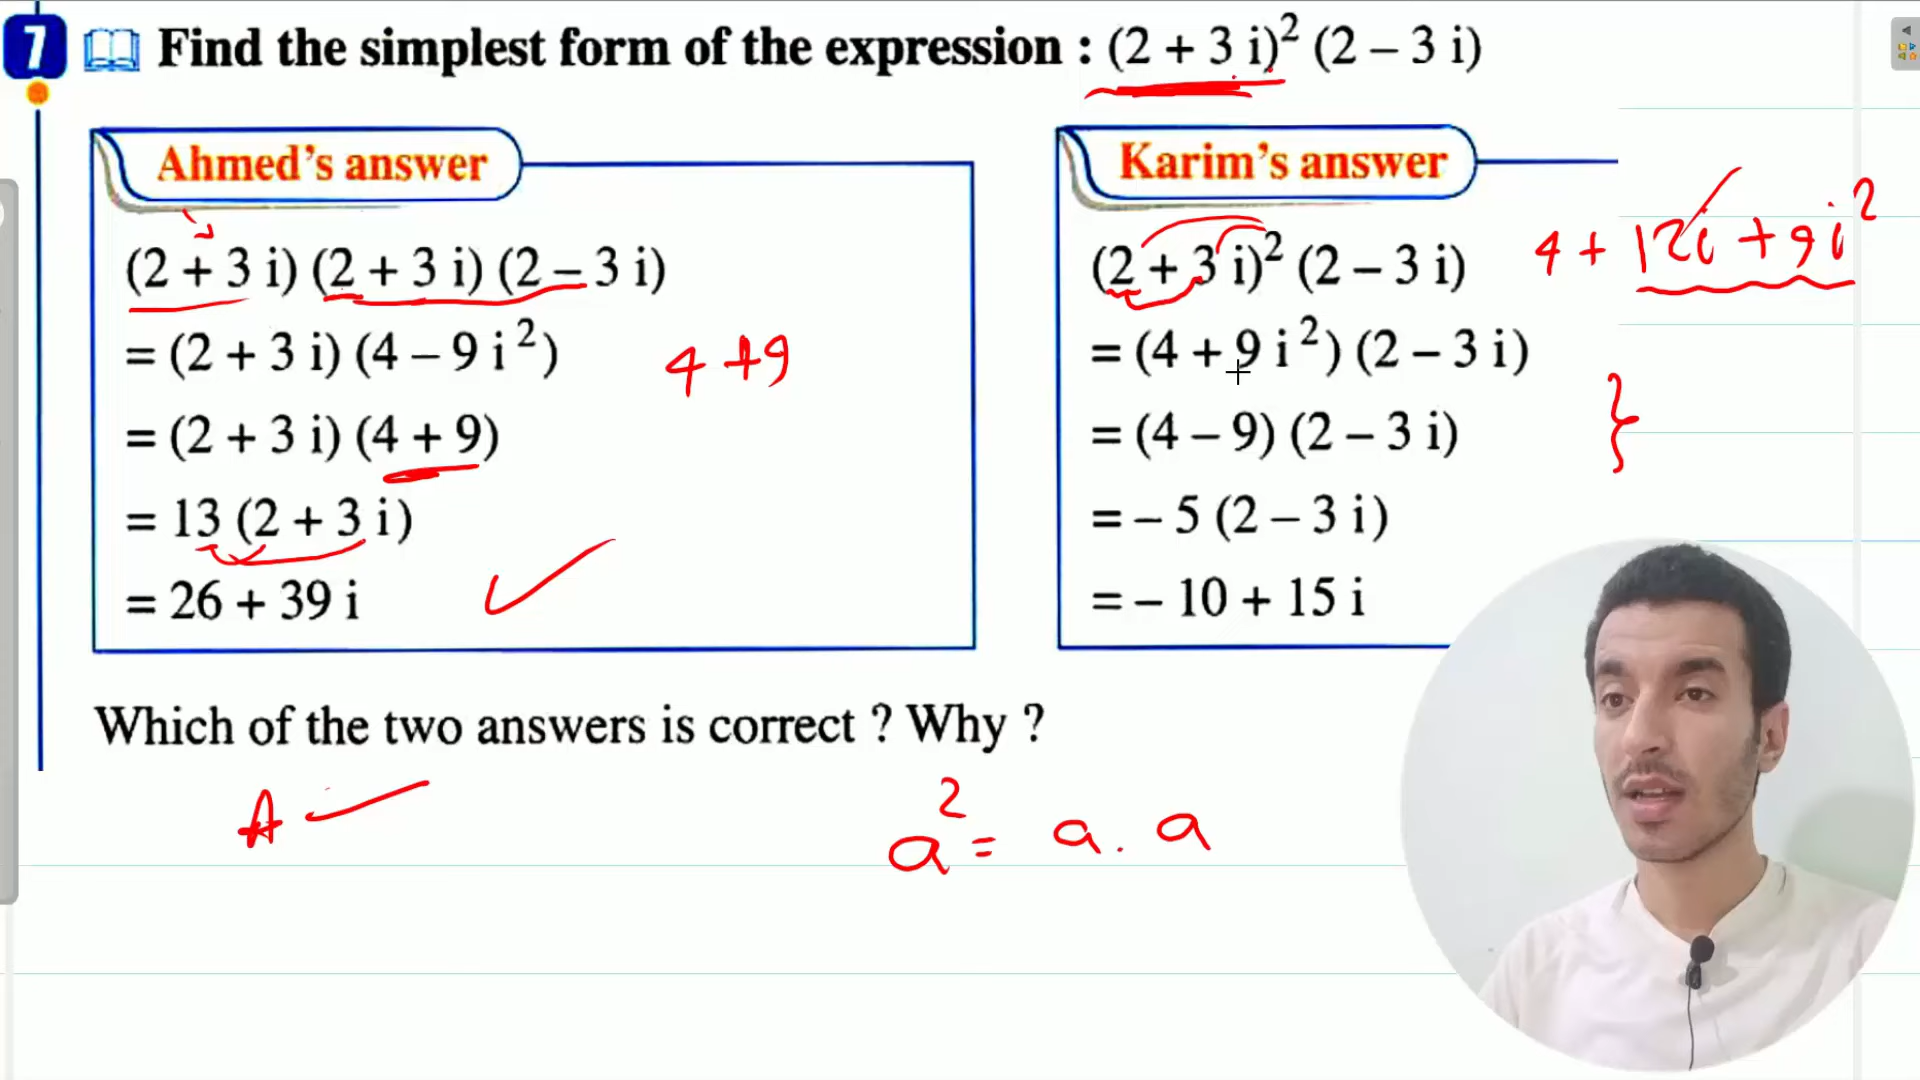 7 Find the simplest form of the expression : (2 + 3 i)² (2 – 3 i)
Ahmed's answer
(2 + 3 i) (2 + 3 i) (2 – 3 i)
= (2 + 3 i) (4 – 9 i²)
4 + 9
= (2 + 3 i) (4 + 9)
= 13 (2 + 3 i)
= 26 + 39 i
Karim's answer
(2 + 3 i)² (2 – 3 i)
4 + 12i + 9i²
= (4 + 9 i²) (2 – 3 i)
= (4 – 9) (2 – 3 i)
= – 5 (2 – 3 i)
= – 10 + 15 i
Which of the two answers is correct ? Why ?
A
a² = a . a